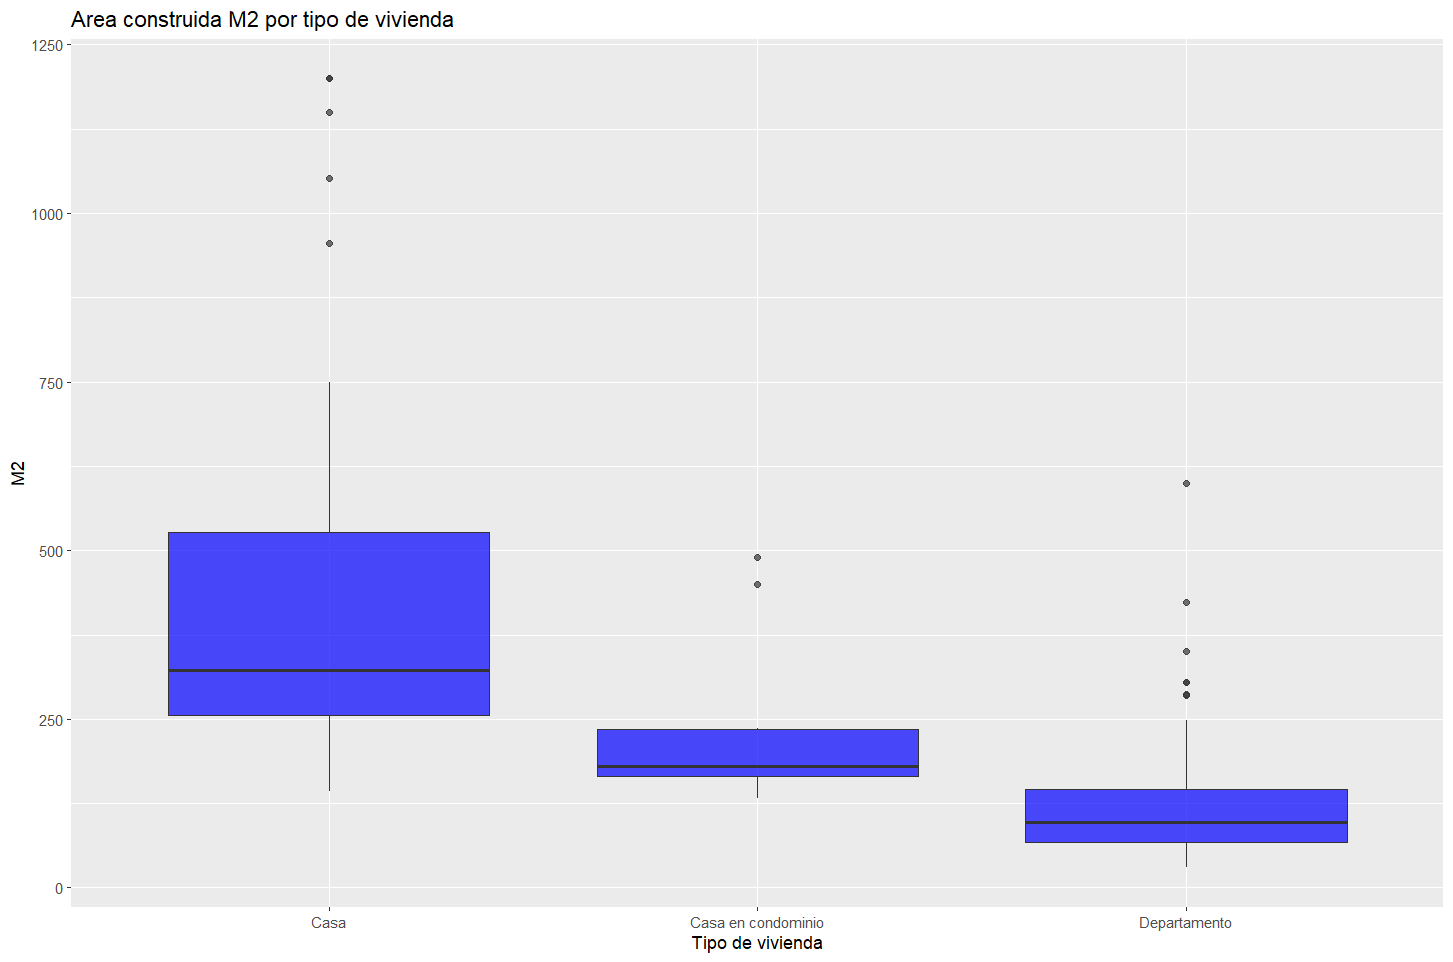 Area construida M2 por tipo de vivienda
1250
1000
750
500
250
0
M2
Casa
Casa en condominio
Departamento
Tipo de vivienda